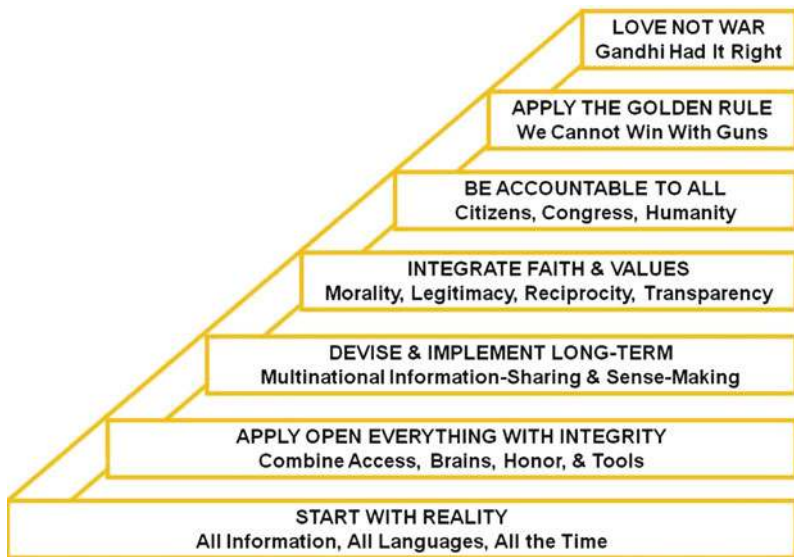 LOVE NOT WAR
Gandhi Had It Right
APPLY THE GOLDEN RULE
We Cannot Win With Guns
BE ACCOUNTABLE TO ALL
Citizens, Congress, Humanity
INTEGRATE FAITH & VALUES
Morality, Legitimacy, Reciprocity, Transparency
DEVISE & IMPLEMENT LONG-TERM
Multinational Information-Sharing & Sense-Making
APPLY OPEN EVERYTHING WITH INTEGRITY
Combine Access, Brains, Honor, & Tools
START WITH REALITY
All Information, All Languages, All the Time